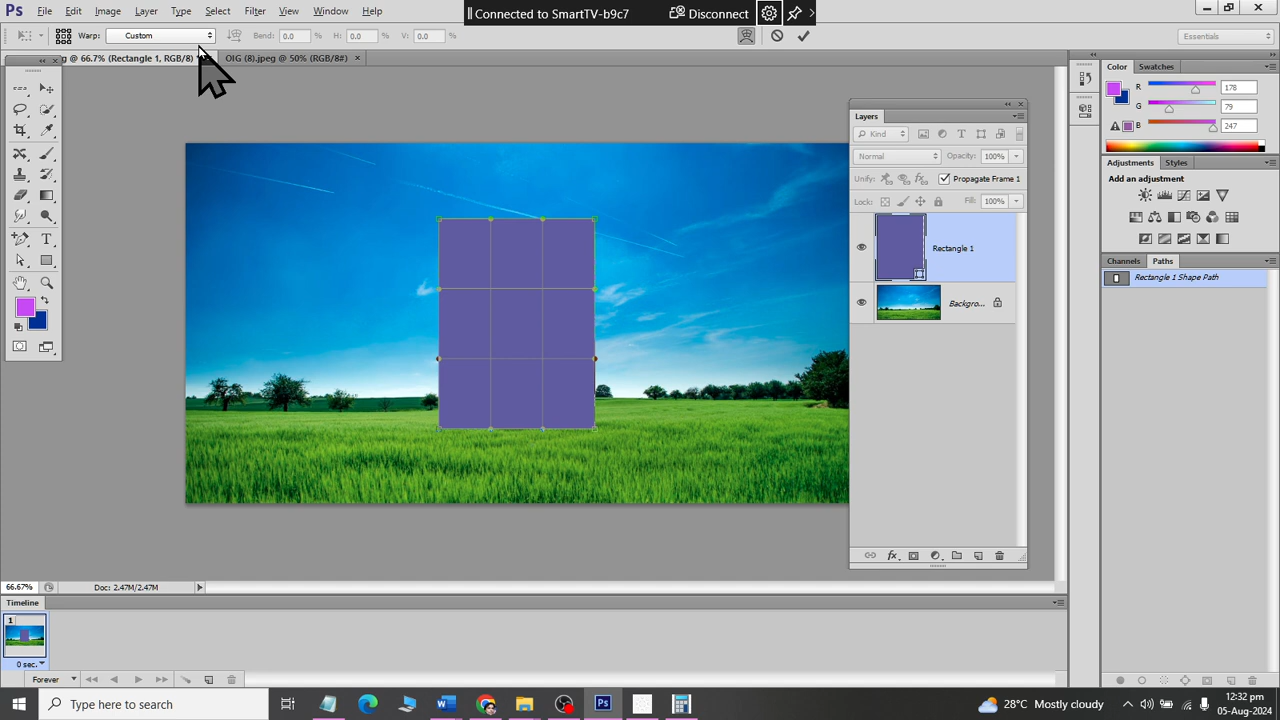 Ps File Edit Image Layer Type Select Filter View Window Help
Connected to SmartTV-b9c7 Disconnect
Warp: Custom Bend: 0.0 % H: 0.0 % V: 0.0 % Essentials
g @ 66.7% (Rectangle 1, RGB/8) OIG (8).jpeg @ 50% (RGB/8#) ×
Color Swatches
R 178
G 79
B 247
Layers
Kind
Normal Opacity: 100%
Unify: Propagate Frame 1
Lock: Fill: 100%
Rectangle 1
Backgro...
Adjustments Styles
Add an adjustment
Channels Paths
Rectangle 1 Shape Path
66.67% Doc: 2.47M/2.47M
Timeline
1
0 sec.
Forever
Type here to search
28°C Mostly cloudy
12:32 pm
05-Aug-2024